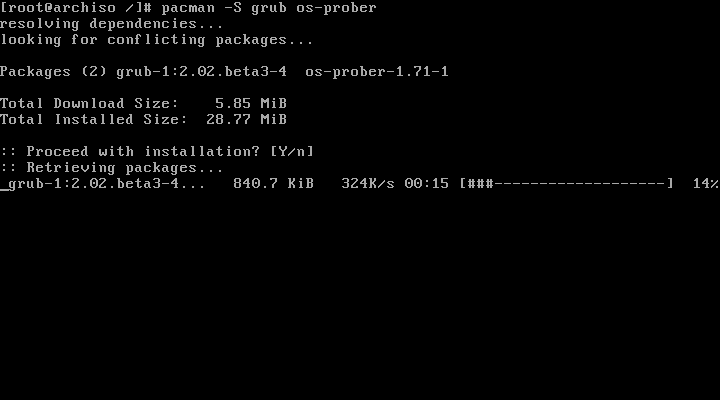 [root@archiso /]# pacman -S grub os-prober
resolving dependencies...
looking for conflicting packages...
Packages (2) grub-1:2.02.beta3-4  os-prober-1.71-1
Total Download Size:    5.85 MiB
Total Installed Size:  28.77 MiB
:: Proceed with installation? [Y/n]
:: Retrieving packages...
_grub-1:2.02.beta3-4...   840.7 KiB   324K/s 00:15 [###-------------------]  14%